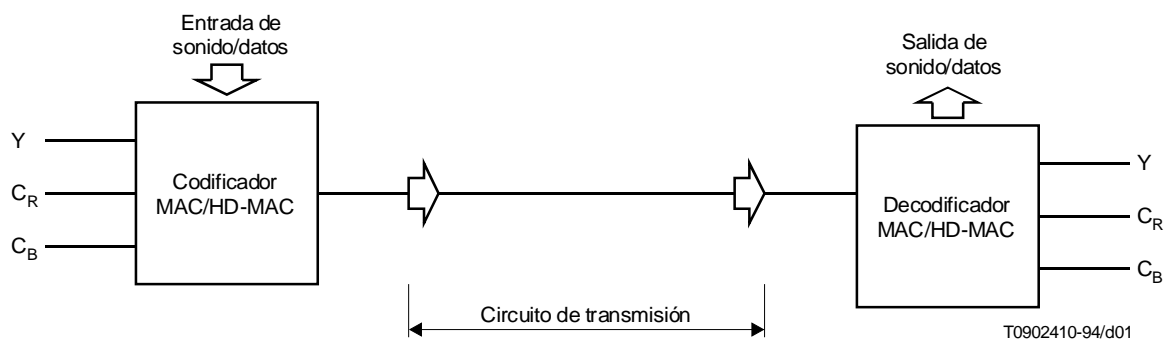 Entrada de
sonido/datos
Salida de
sonido/datos
Y
C_R
C_B
Codificador
MAC/HD-MAC
Decodificador
MAC/HD-MAC
Y
C_R
C_B
Circuito de transmisión
T0902410-94/d01